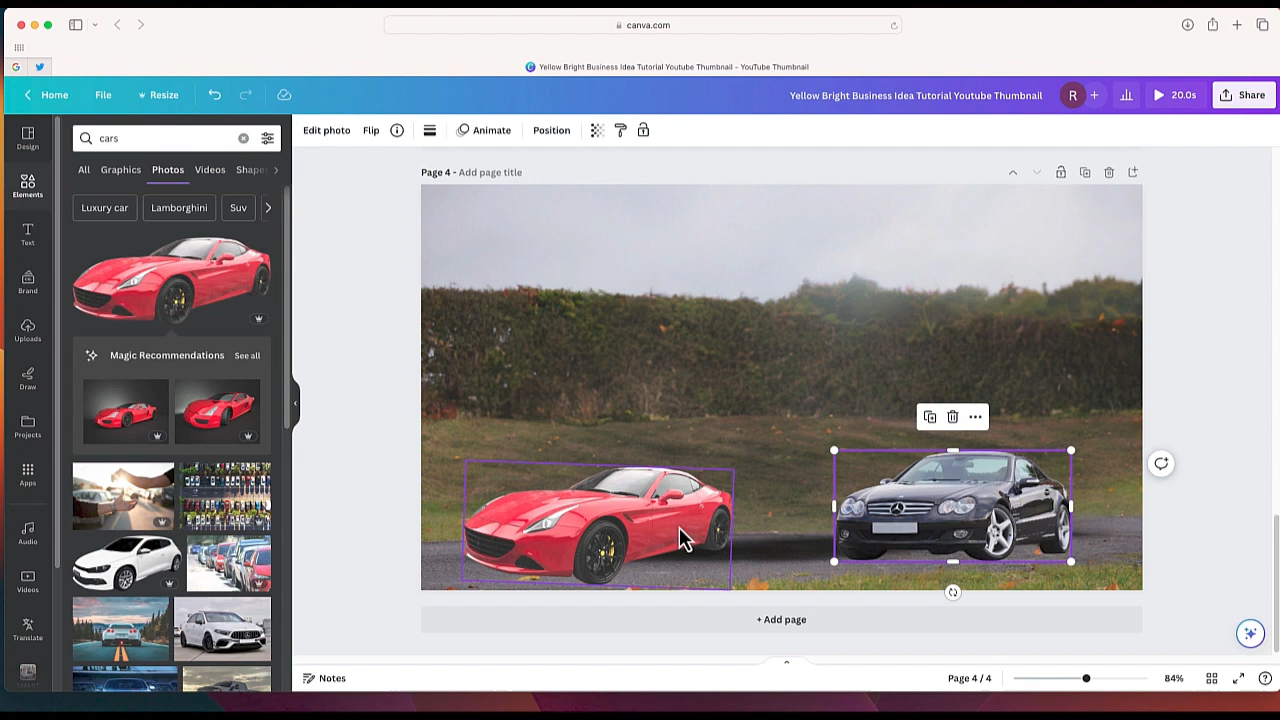 canva.com
Yellow Bright Business Idea Tutorial Youtube Thumbnail - YouTube Thumbnail
Home
File
Resize
Yellow Bright Business Idea Tutorial Youtube Thumbnail
R
20.0s
Share
Design
Elements
Text
Brand
Uploads
Draw
Projects
Apps
Audio
Videos
Translate
cars
All
Graphics
Photos
Videos
Shape
Luxury car
Lamborghini
Suv
Magic Recommendations
See all
Edit photo
Flip
Animate
Position
Page 4 - Add page title
+ Add page
Notes
Page 4 / 4
84%